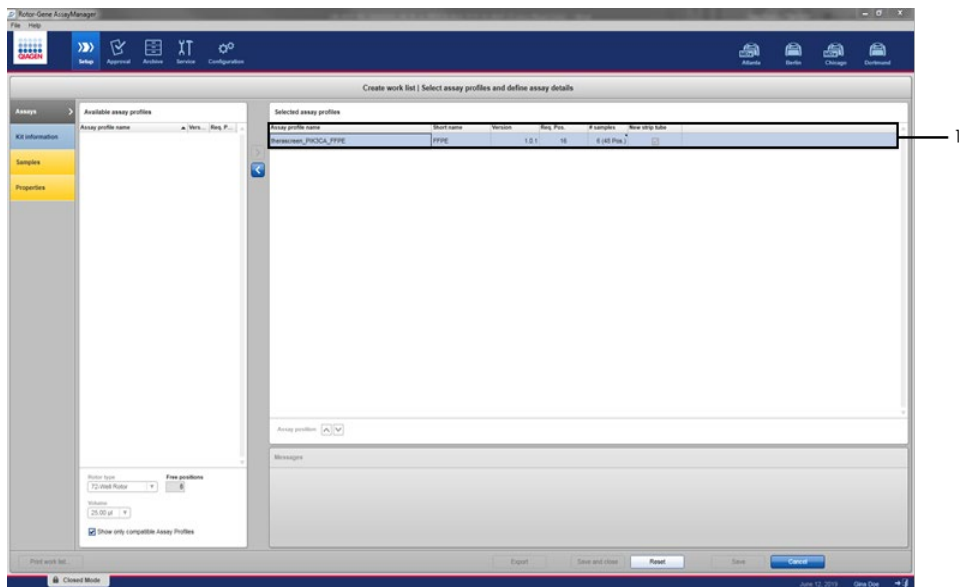 Rotor-Gene AssayManager
File Help
QIAGEN
Setup Approval Archive Service Configuration
Atlanta Berlin Chicago Dortmund
Create work list | Select assay profiles and define assay details
Assays
Kit information
Samples
Properties
Available assay profiles
Assay profile name Vers... Req. P...
Selected assay profiles
Assay profile name Short name Version Req. Pos. # samples New strip tube
therascreen_PIK3CA_FFPE FFPE 1.0.1 16 6 (48 Pos.)
1
Assay position
Messages
Rotor type Free positions
72-Well Rotor 8
Volume
25.00 µl
Show only compatible Assay Profiles
Print work list... Export Save and close Reset Save Cancel
Closed Mode June 12, 2019 Gina Doe